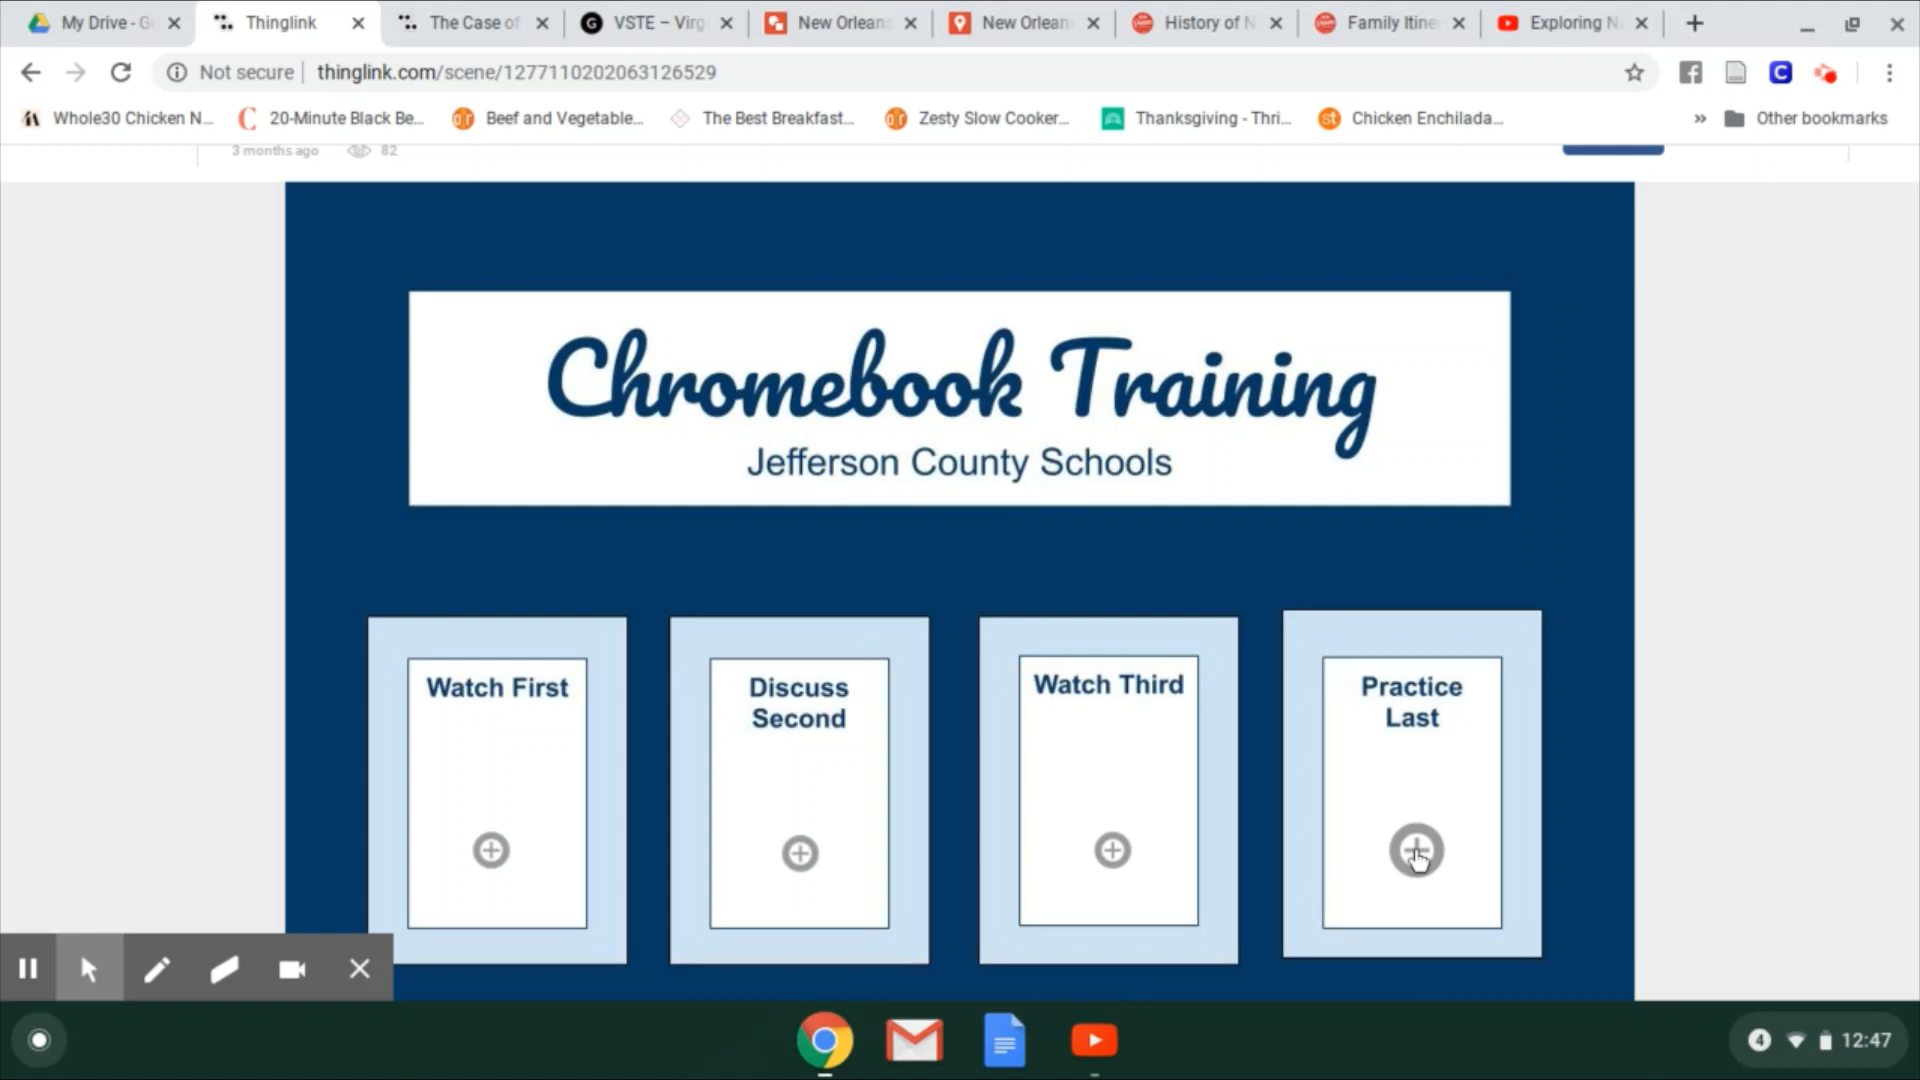 My Drive - G
Thinglink
The Case of
VSTE – Virg
New Orleans
New Orlean
History of N
Family Itine
Exploring N
Not secure
thinglink.com/scene/1277110202063126529
Whole30 Chicken N...
20-Minute Black Be...
Beef and Vegetable...
The Best Breakfast...
Zesty Slow Cooker...
Thanksgiving - Thri...
Chicken Enchilada...
Other bookmarks
3 months ago
82
Chromebook Training
Jefferson County Schools
Watch First
Discuss
Second
Watch Third
Practice
Last
4
12:47